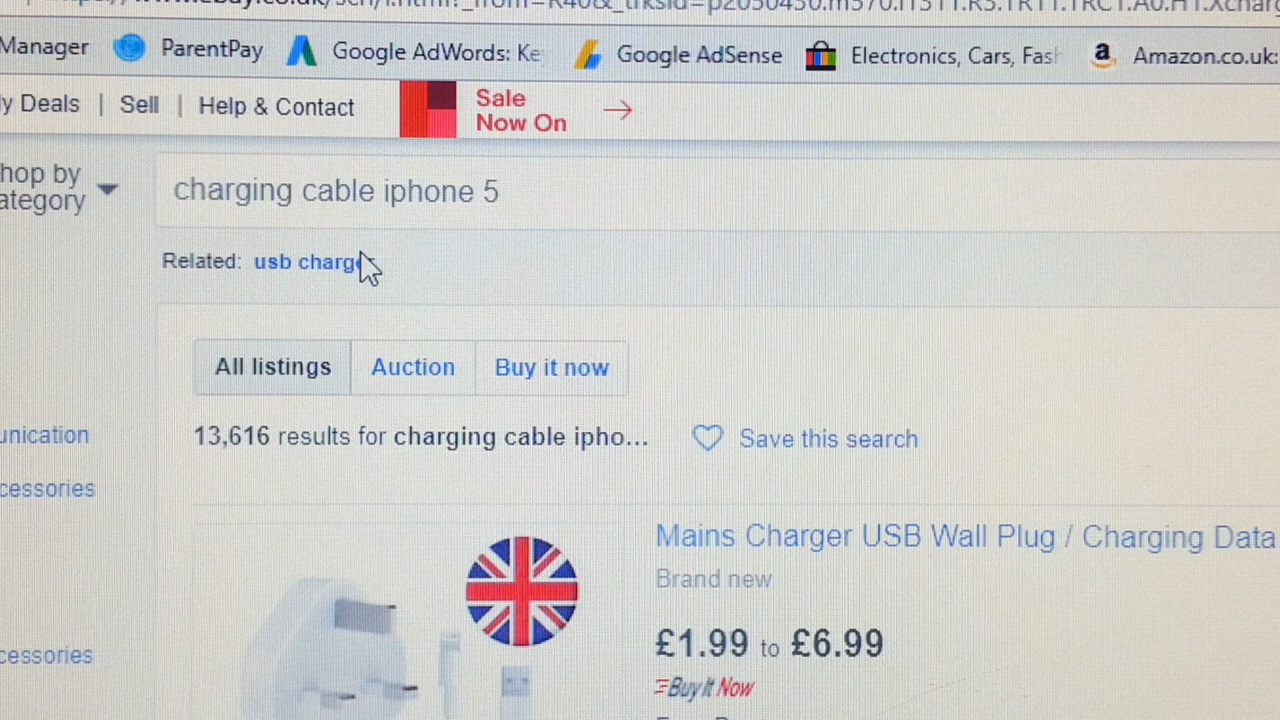 Manager ParentPay Google AdWords: Ke Google AdSense Electronics, Cars, Fash Amazon.co.uk:
y Deals | Sell | Help & Contact
Sale
Now On
hop by
ategory
charging cable iphone 5
Related: usb charg
All listings Auction Buy it now
13,616 results for charging cable ipho... Save this search
unication
cessories
Mains Charger USB Wall Plug / Charging Data
Brand new
£1.99 to £6.99
Buy It Now
cessories